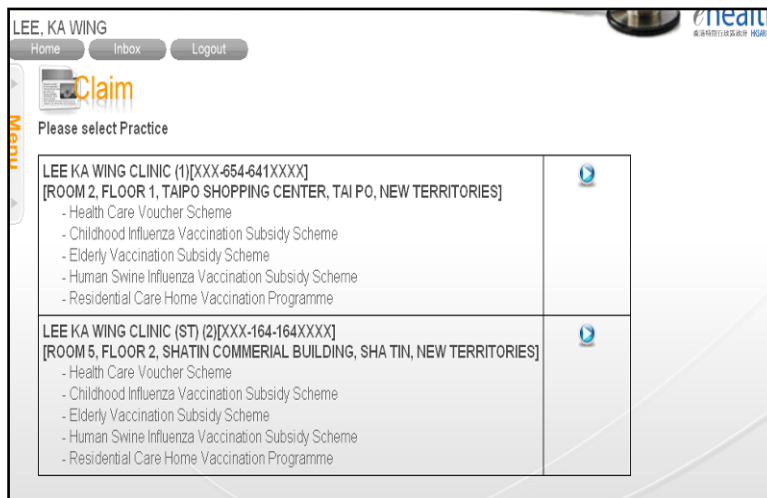 LEE, KA WING
Home Inbox Logout
Claim
Menu
Please select Practice
LEE KA WING CLINIC (1)[XXX-654-641XXXX]
[ROOM 2, FLOOR 1, TAIPO SHOPPING CENTER, TAI PO, NEW TERRITORIES]
- Health Care Voucher Scheme
- Childhood Influenza Vaccination Subsidy Scheme
- Elderly Vaccination Subsidy Scheme
- Human Swine Influenza Vaccination Subsidy Scheme
- Residential Care Home Vaccination Programme
LEE KA WING CLINIC (ST) (2)[XXX-164-164XXXX]
[ROOM 5, FLOOR 2, SHATIN COMMERIAL BUILDING, SHA TIN, NEW TERRITORIES]
- Health Care Voucher Scheme
- Childhood Influenza Vaccination Subsidy Scheme
- Elderly Vaccination Subsidy Scheme
- Human Swine Influenza Vaccination Subsidy Scheme
- Residential Care Home Vaccination Programme